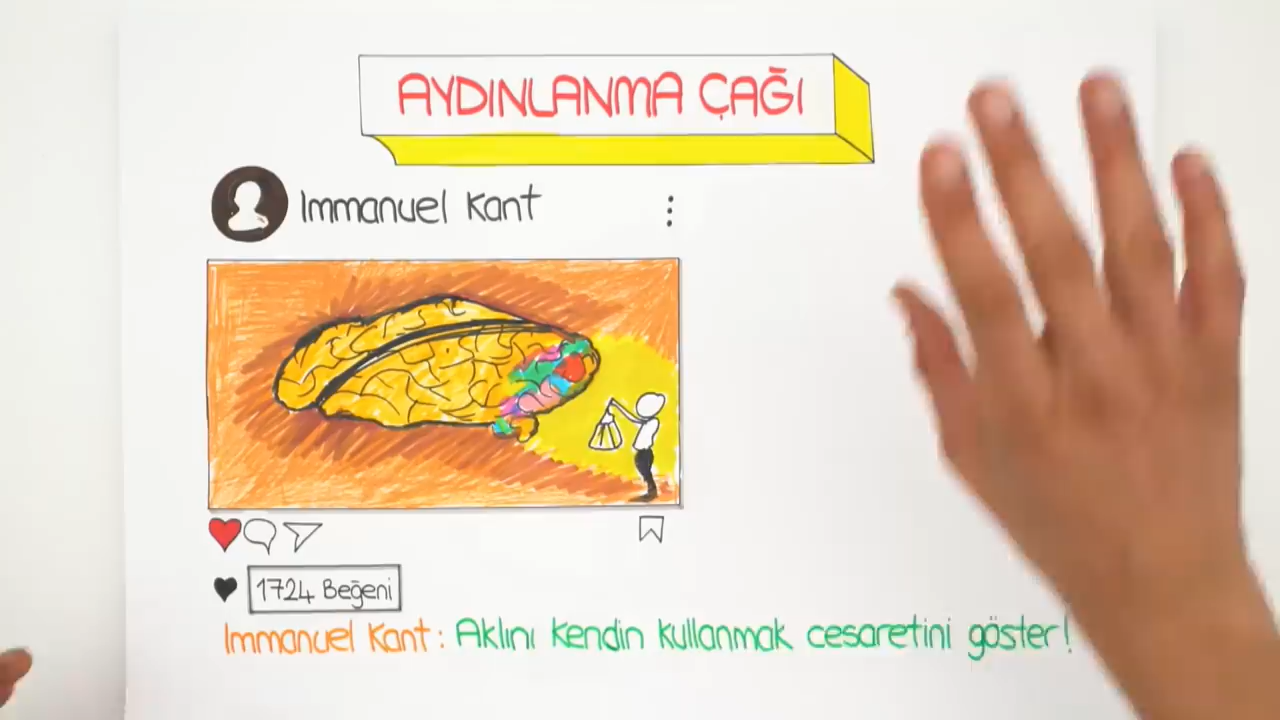 AYDINLANMA ÇAĞI
Immanuel Kant
1724 Beğeni
Immanuel Kant: Aklını kendin kullanmak cesaretini göster!